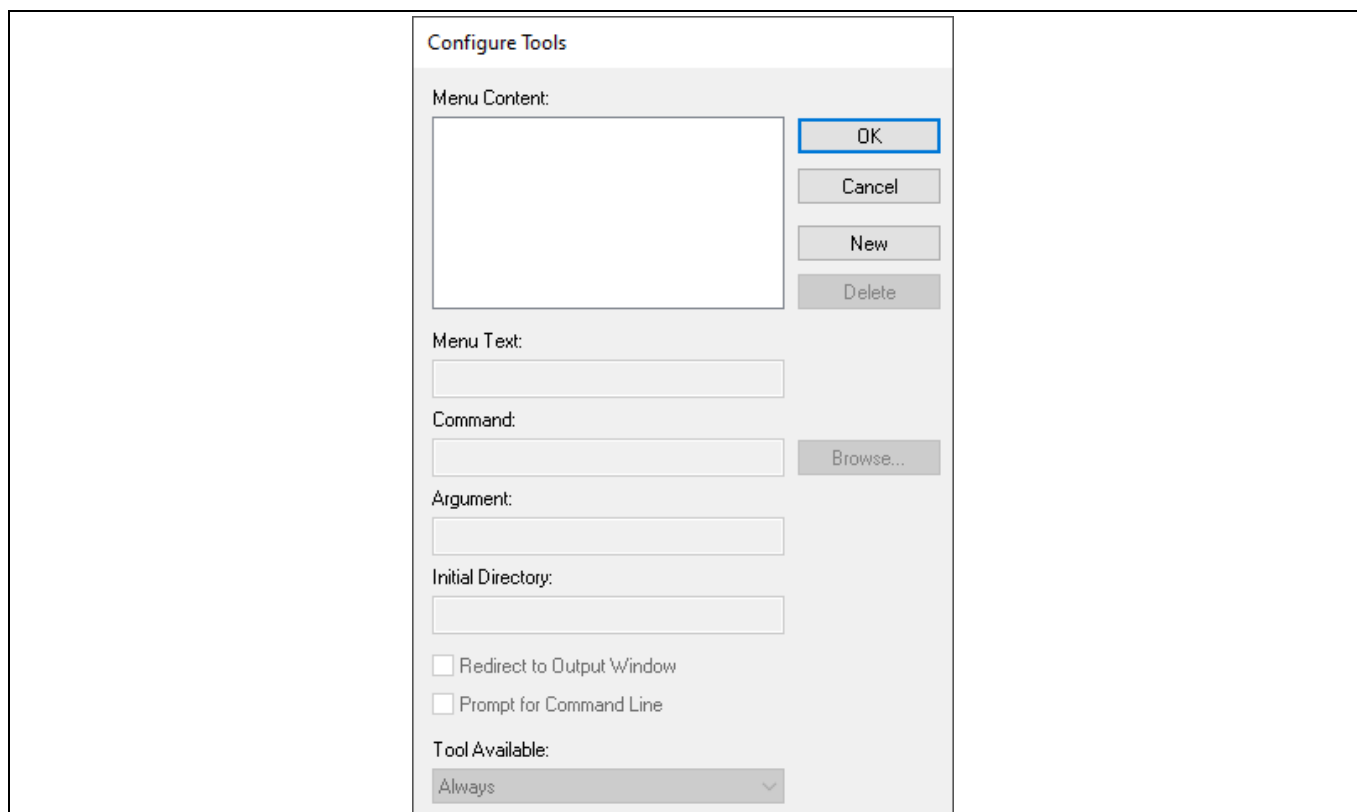 Configure Tools
Menu Content:
OK
Cancel
New
Delete
Menu Text:
Command:
Browse...
Argument:
Initial Directory:
Redirect to Output Window
Prompt for Command Line
Tool Available:
Always